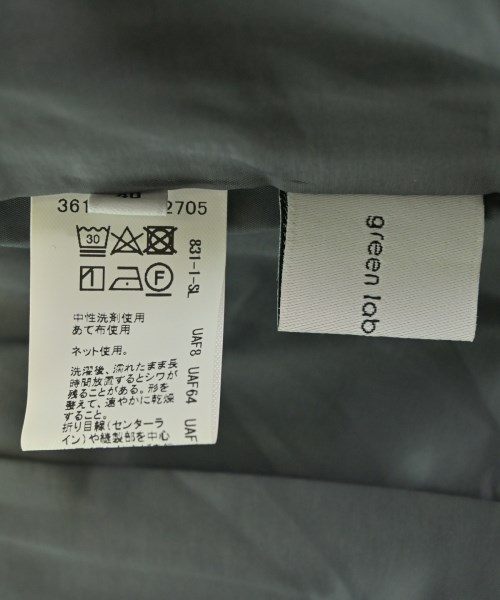 361 2705
30
F
831-1-SL
UAF8 UAF64 UAF
中性洗剤使用
あて布使用
ネット使用。
洗濯後、濡れたまま長
時間放置するとシワが
残ることがある。形を
整えて、速やかに乾燥
すること。
折り目線(センターラ
イン)や縫製部を中心
green lab